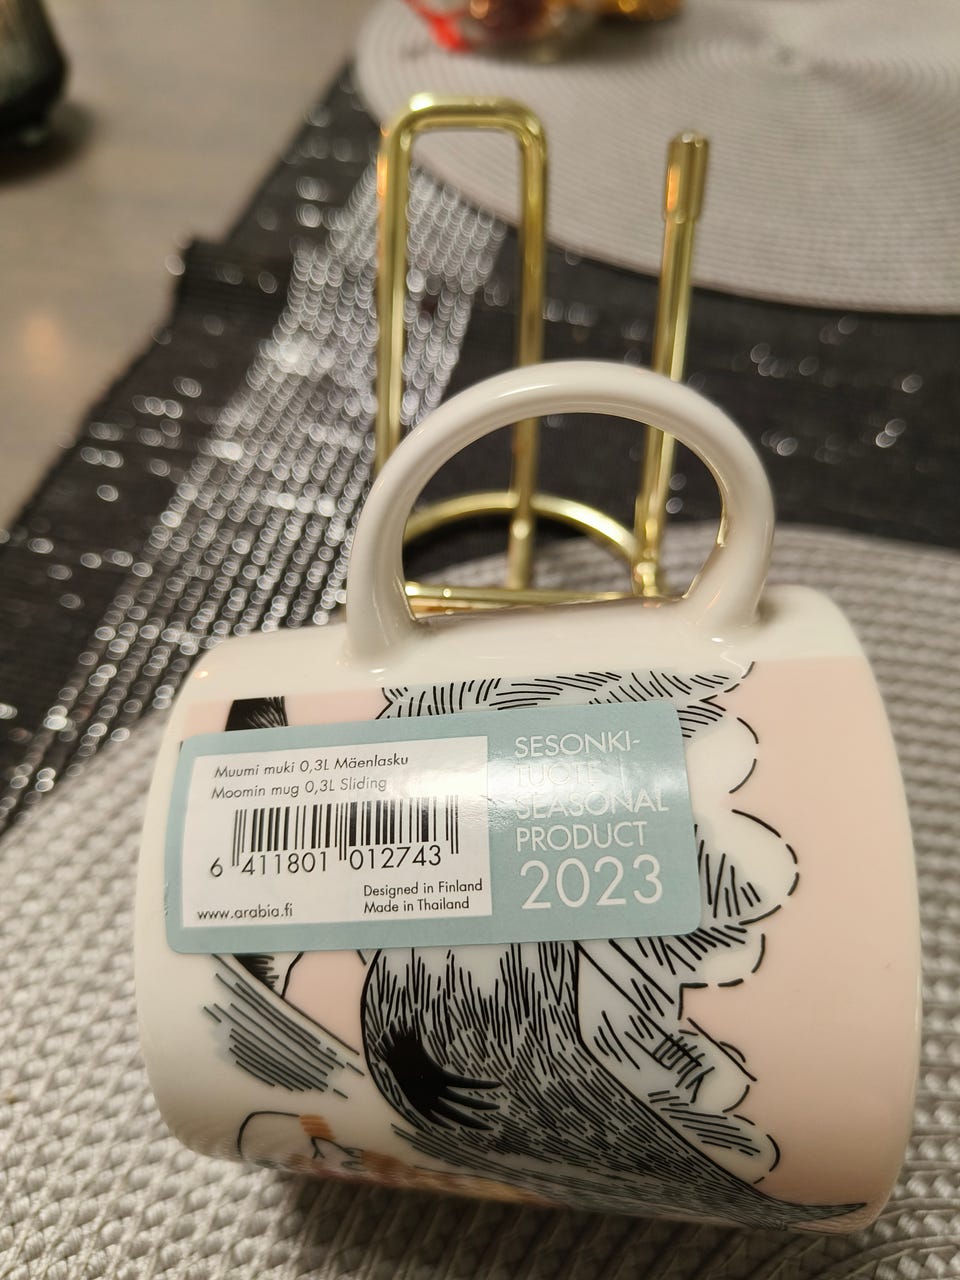 Muumi muki 0,3L Mäenlasku
Moomin mug 0,3L Sliding
6 411801 012743
Designed in Finland
www.arabia.fi Made in Thailand
SESONKI-
TUOTE
SEASONAL
PRODUCT
2023